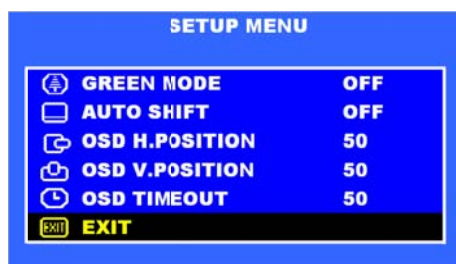 SETUP MENU
GREEN MODE OFF
AUTO SHIFT OFF
OSD H.POSITION 50
OSD V.POSITION 50
OSD TIMEOUT 50
EXIT EXIT